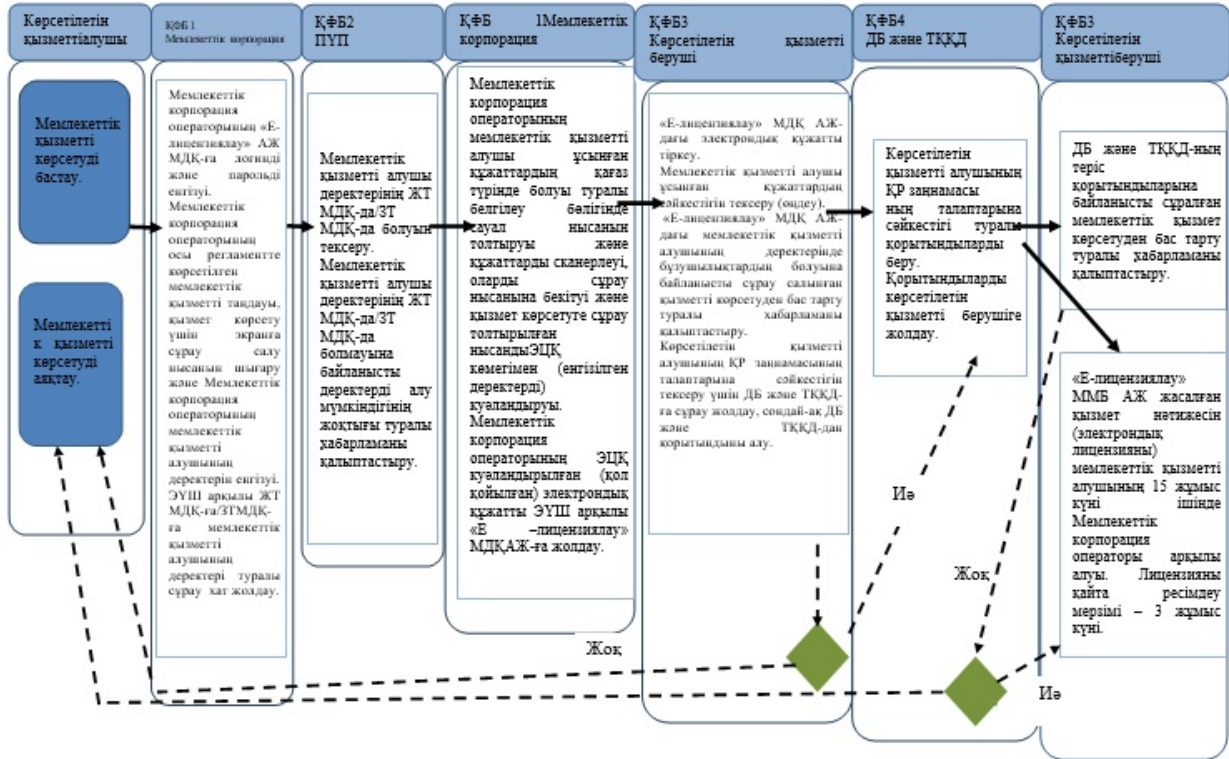 Көрсетілетін
қызметтіалушы
ҚФБ 1
Мемлекеттік корпорация
ҚФБ2
ПҮП
ҚФБ 1Мемлекеттік
корпорация
ҚФБ3
Көрсетілетін қызметті
беруші
ҚФБ4
ДБ және ТҚҚД
ҚФБ3
Көрсетілетін
қызметтіберуші
Мемлекеттік
қызметті
көрсетуді
бастау.
Мемлекетті
к қызметті
көрсетуді
аяқтау.
Мемлекеттік
корпорация
операторының «Е-
лицензиялау» АЖ
МДҚ-ға логинді
және парольді
енгізуі.
Мемлекеттік
корпорация
операторының
осы регламентте
көрсетілген
мемлекеттік
қызметті таңдауы,
қызмет көрсету
үшін экранға
сұрау салу
нысанын шығару
және Мемлекеттік
корпорация
операторының
мемлекеттік
қызметті
алушының
деректерін енгізуі.
ЭҮШ арқылы ЖТ
МДҚ-ға/ЗТМДҚ-
ға мемлекеттік
қызметті
алушының
деректері туралы
сұрау хат жолдау.
Мемлекеттік
қызметті алушы
деректерінің ЖТ
МДҚ-да/ЗТ
МДҚ-да болуын
тексеру.
Мемлекеттік
қызметті алушы
деректерінің ЖТ
МДҚ-да/ЗТ
МДҚ-да
болмауына
байланысты
деректерді алу
мүмкіндігінің
жоқтығы туралы
хабарламаны
қалыптастыру.
Мемлекеттік
корпорация
операторының
мемлекеттік қызметті
алушы ұсынған
құжаттардың қағаз
түрінде болуы туралы
белгілеу бөлігінде
сауал нысанын
толтыруы және
құжаттарды сканерлеуі,
оларды сұрау
нысанына бекітуі және
қызмет көрсетуге сұрау
толтырылған
нысандыЭЦҚ
көмегімен (енгізілген
деректерді)
куәландыруы.
Мемлекеттік
корпорация
операторының ЭЦҚ
куәландырылған (қол
қойылған) электрондық
құжатты ЭҮШ арқылы
«Е –лицензиялау»
МДҚАЖ-ға жолдау.
«Е-лицензиялау» МДҚ АЖ-
дағы электрондық құжатты
тіркеу.
Мемлекеттік қызметті алушы
ұсынған құжаттардың
сәйкестігін тексеру (өңдеу).
«Е-лицензиялау» МДҚ АЖ-
дағы мемлекеттік қызметті
алушының деректерінде
бұзушылықтардың болуына
байланысты сұрау салынған
қызметті көрсетуден бас тарту
туралы хабарламаны
қалыптастыру.
Көрсетілетін қызметті
алушының ҚР заңнамасының
талаптарына сәйкестігін
тексеру үшін ДБ және ТҚҚД-
ға сұрау жолдау, сондай-ақ ДБ
және ТҚҚД-дан
қорытындыны алу.
Көрсетілетін
қызметті алушының
ҚР заңнамасы
ның талаптарына
сәйкестігі туралы
қорытындыларды
беру.
Қорытындыларды
көрсетілетін
қызметті берушіге
жолдау.
ДБ және ТҚҚД-ның
теріс
қорытындыларына
байланысты сұралған
мемлекеттік қызмет
көрсетуден бас тарту
туралы хабарламаны
қалыптастыру.
«Е-лицензиялау»
ММБ АЖ жасалған
қызмет нәтижесін
(электрондық
лицензияны)
мемлекеттік қызметті
алушының 15 жұмыс
күні ішінде
Мемлекеттік
корпорация
операторы арқылы
алуы. Лицензияны
қайта ресімдеу
мерзімі – 3 жұмыс
күні.
Иә
Жоқ
Жоқ
Иә